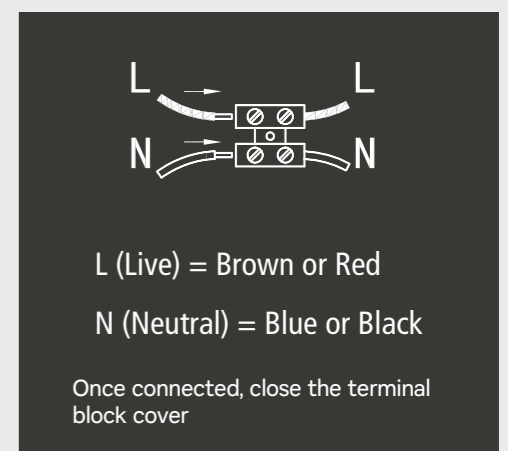 L L
N N
L (Live) = Brown or Red
N (Neutral) = Blue or Black
Once connected, close the terminal
block cover